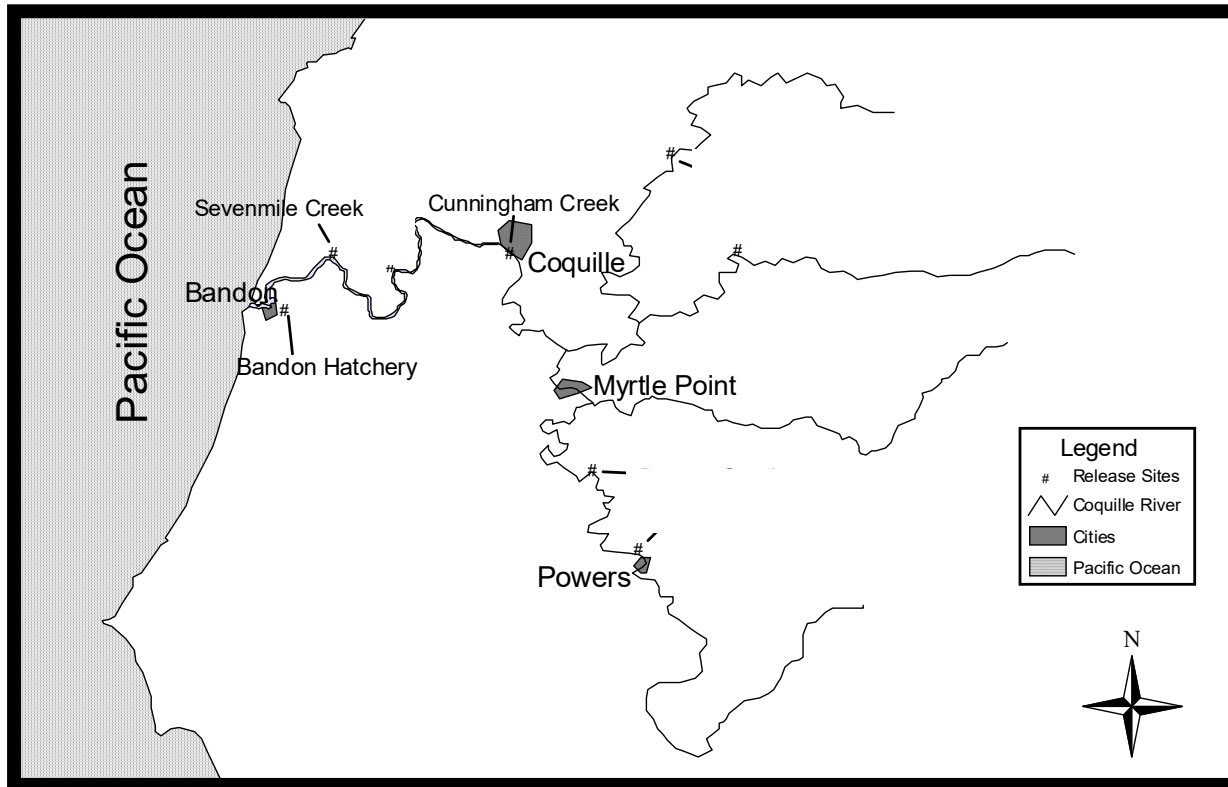 Pacific Ocean
Sevenmile Creek
Cunningham Creek
Coquille
Bandon
Bandon Hatchery
Myrtle Point
Powers
Legend
# Release Sites
Coquille River
Cities
Pacific Ocean
N
#
#
#
#
#
#
#
#